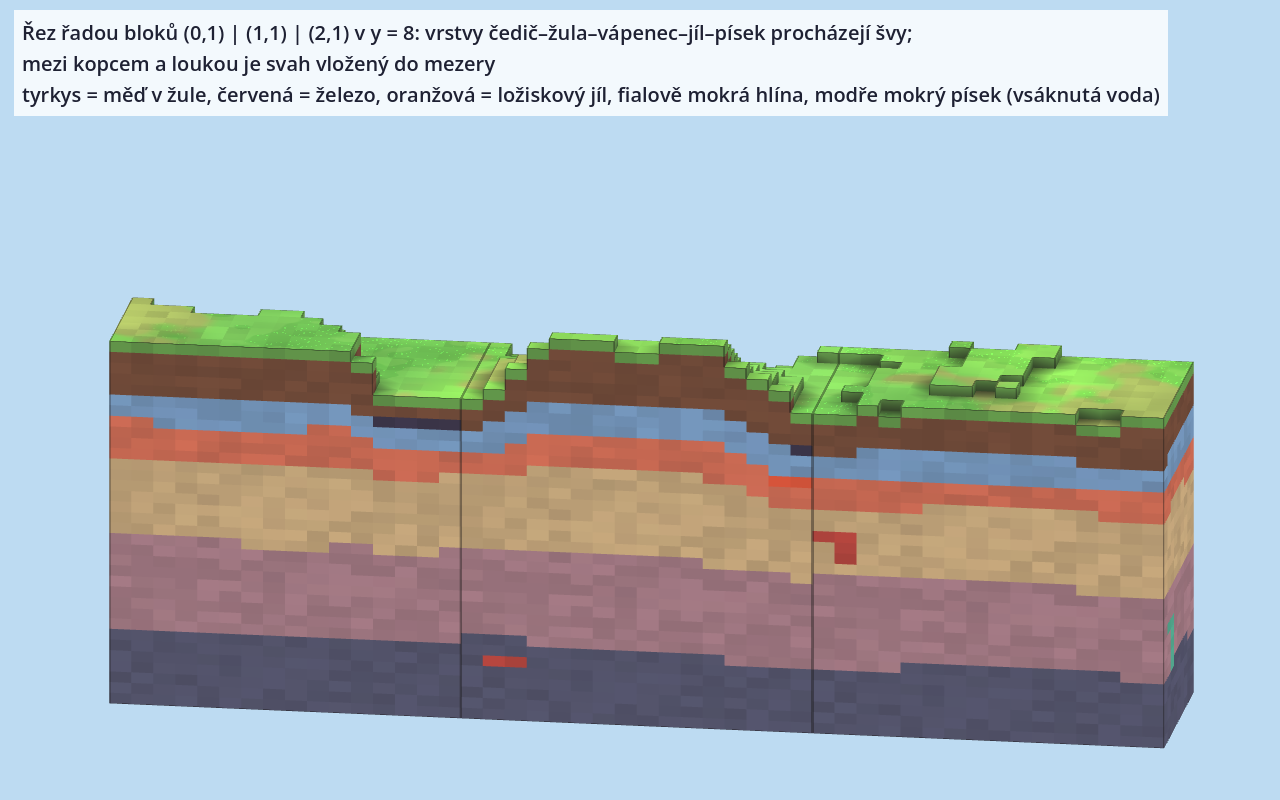 Řez řadou bloků (0,1) | (1,1) | (2,1) v y = 8: vrstvy čedič–žula–vápenec–jíl–písek procházejí švy;
mezi kopcem a loukou je svah vložený do mezery
tyrkys = měď v žule, červená = železo, oranžová = ložiskový jíl, fialově mokrá hlína, modře mokrý písek (vsáknutá voda)